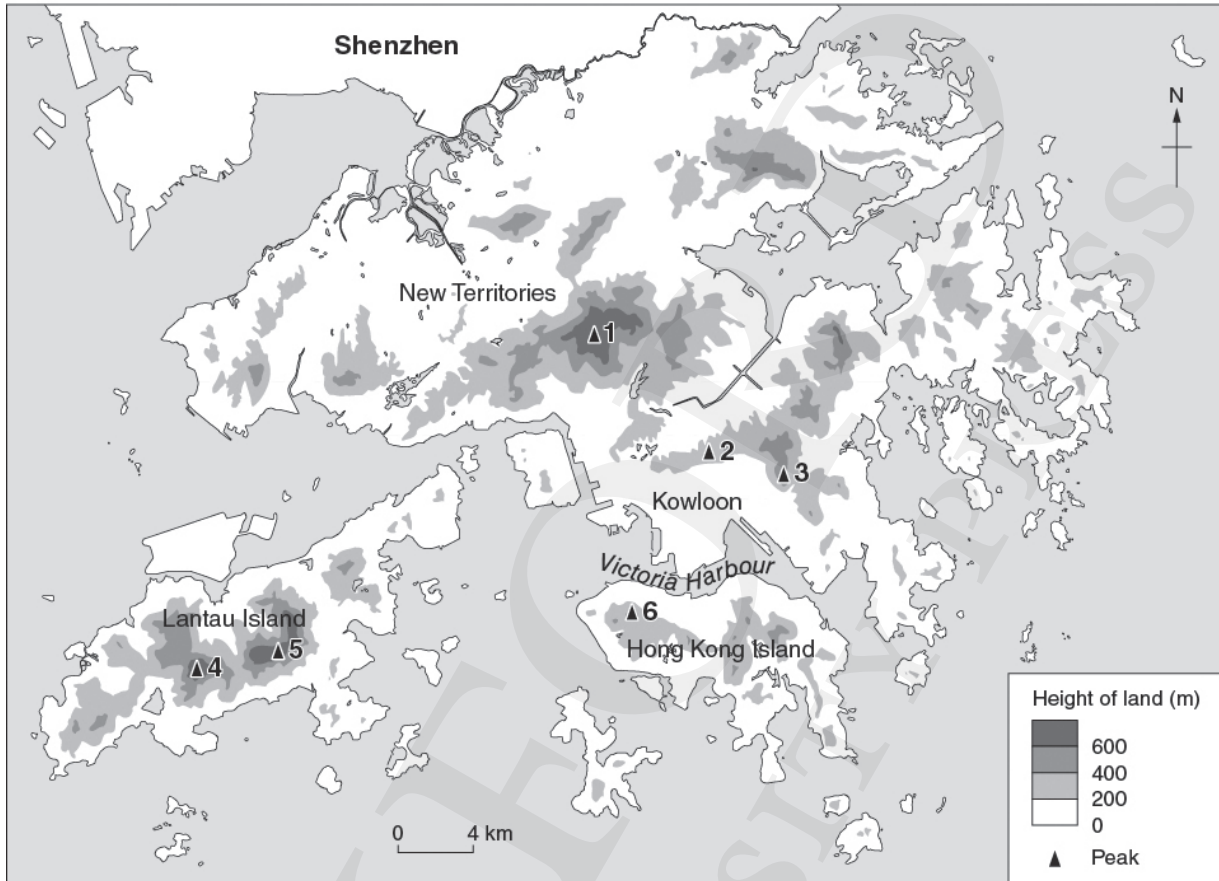 Shenzhen
N
New Territories
1
2
3
Kowloon
Victoria Harbour
6
Hong Kong Island
Lantau Island
5
4
0 4 km
Height of land (m)
600
400
200
0
Peak